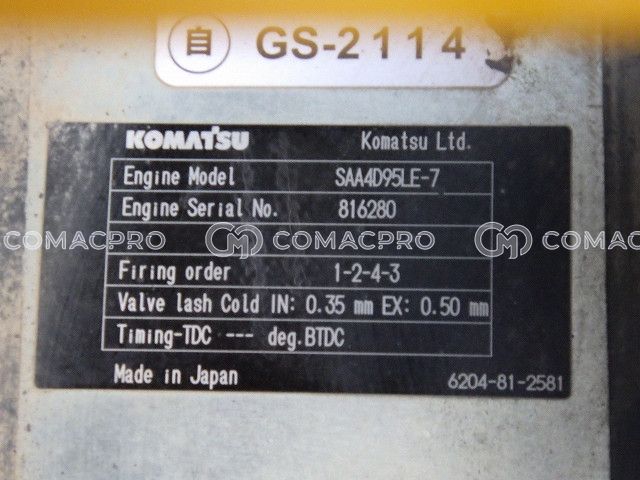 自 GS-2114
KOMATSU Komatsu Ltd.
Engine Model SAA4D95LE-7
Engine Serial No. 816280
COMACPRO COMACPRO COMACPRO
Firing order 1-2-4-3
Valve lash Cold IN: 0.35 mm EX: 0.50 mm
Timing-TDC --- deg.BTDC
Made in Japan 6204-81-2581